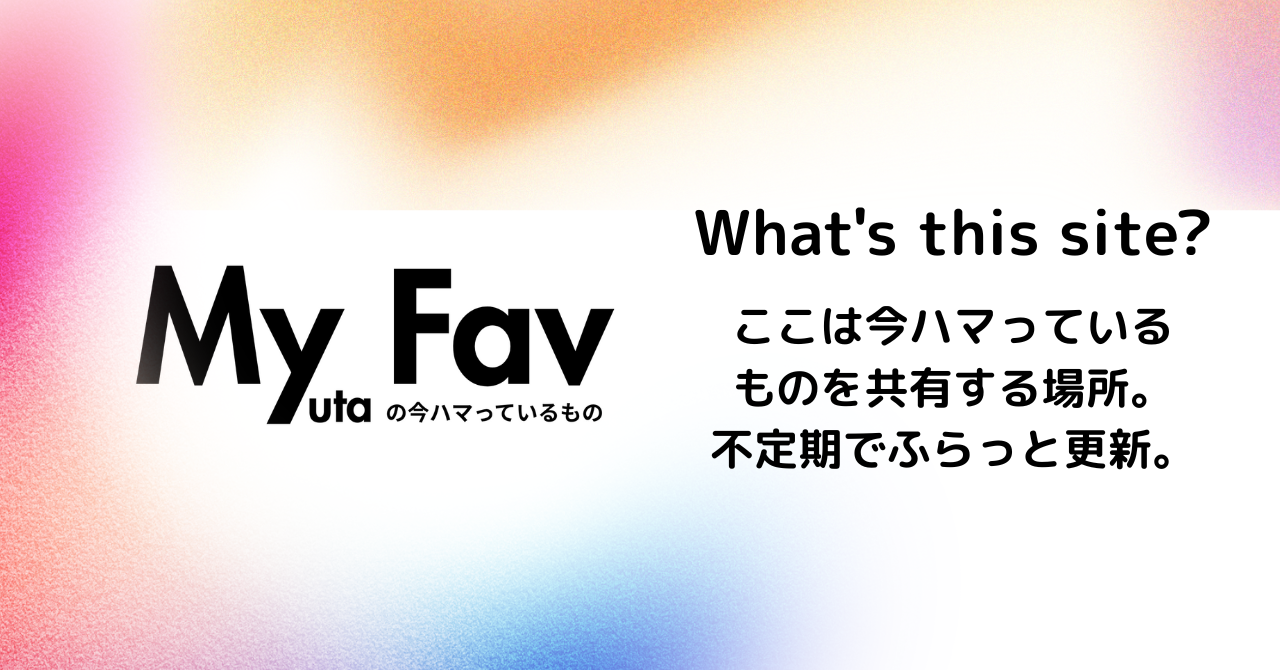 My Fav
utaの今ハマっているもの
What's this site?
ここは今ハマっている
ものを共有する場所。
不定期でふらっと更新。